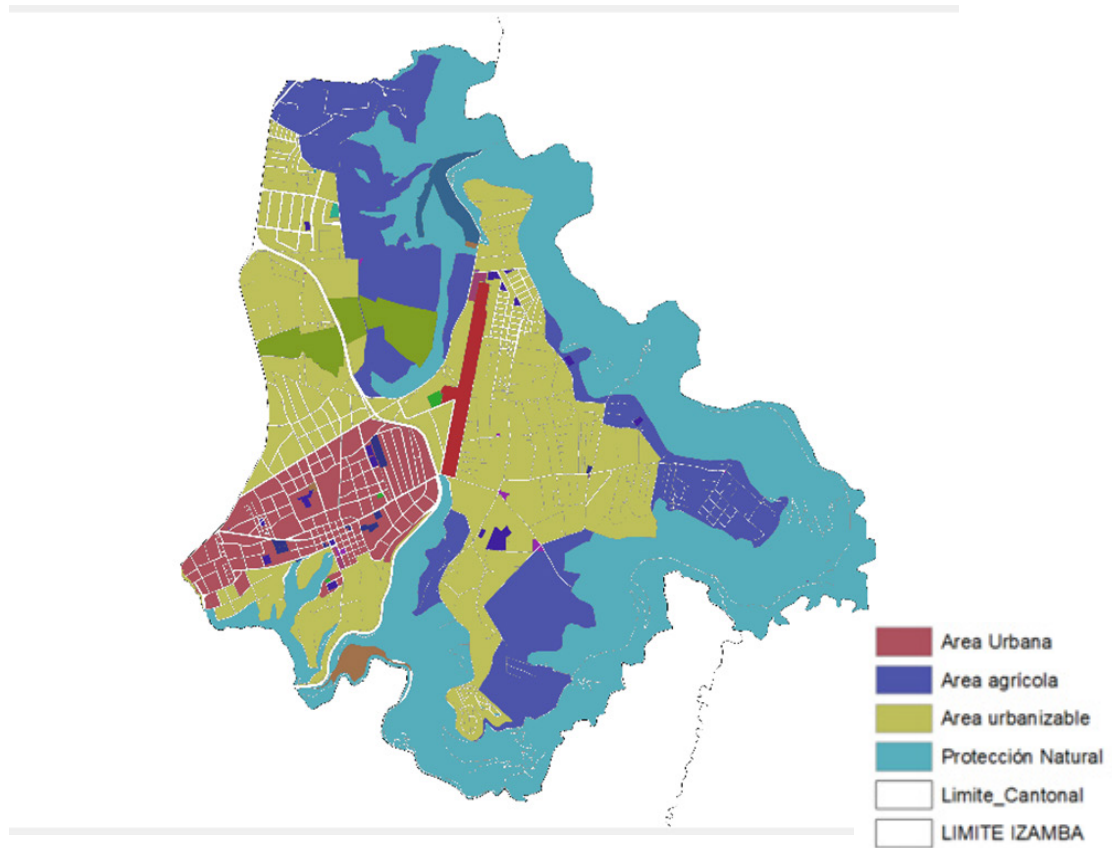 Area Urbana
Area agrícola
Area urbanizable
Protección Natural
Limite_Cantonal
LIMITE IZAMBA